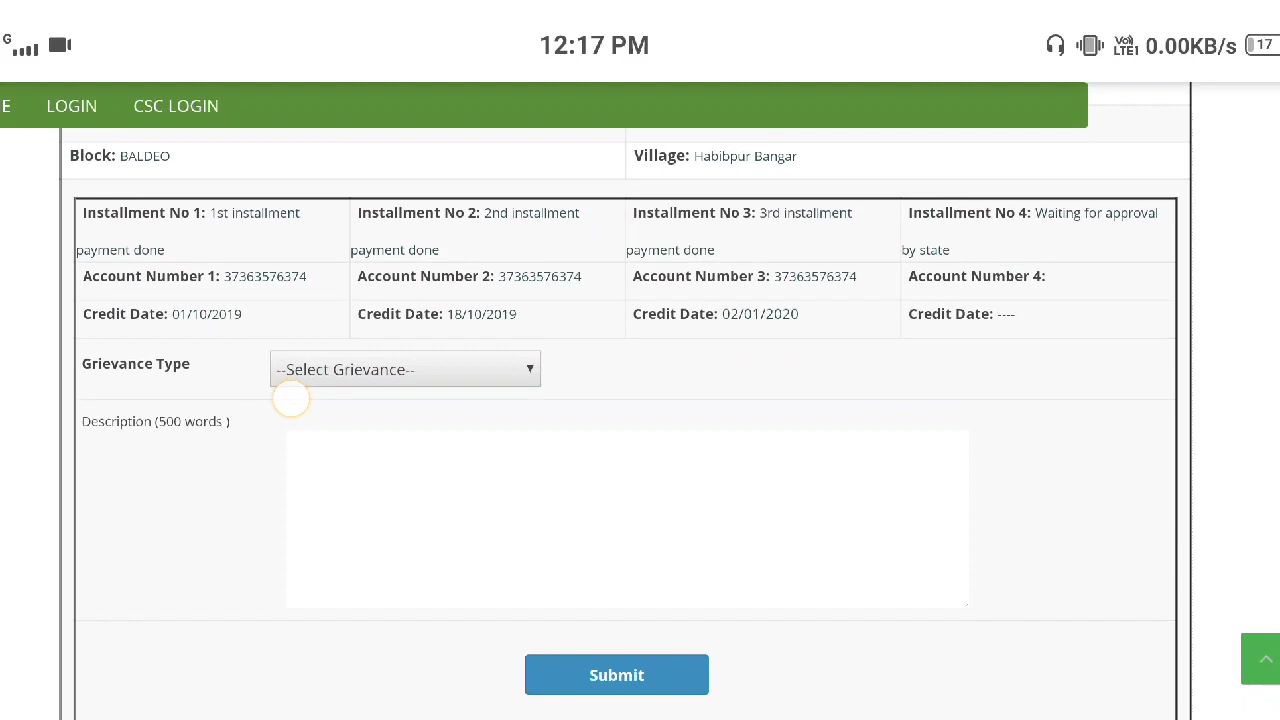 G
12:17 PM
Vo)
LTE1
0.00KB/s
17
E
LOGIN
CSC LOGIN
Block: BALDEO
Village: Habibpur Bangar
Installment No 1: 1st installment
payment done
Installment No 2: 2nd installment
payment done
Installment No 3: 3rd installment
payment done
Installment No 4: Waiting for approval
by state
Account Number 1: 37363576374
Account Number 2: 37363576374
Account Number 3: 37363576374
Account Number 4:
Credit Date: 01/10/2019
Credit Date: 18/10/2019
Credit Date: 02/01/2020
Credit Date: ----
Grievance Type
--Select Grievance--
Description (500 words )
Submit